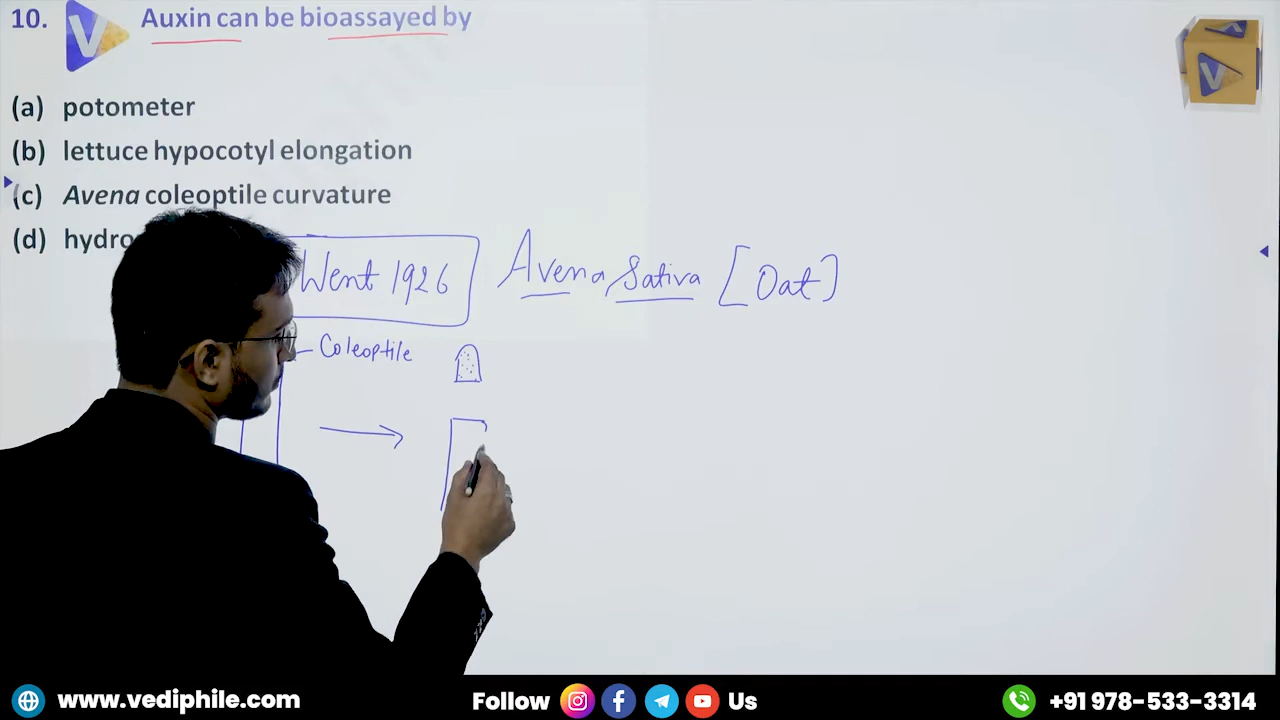 10. Auxin can be bioassayed by
(a) potometer
(b) lettuce hypocotyl elongation
(c) Avena coleoptile curvature
(d) hydro
Went 1926 Avena Sativa [Oat]
Coleoptile
www.vediphile.com Follow Us +91 978-533-3314